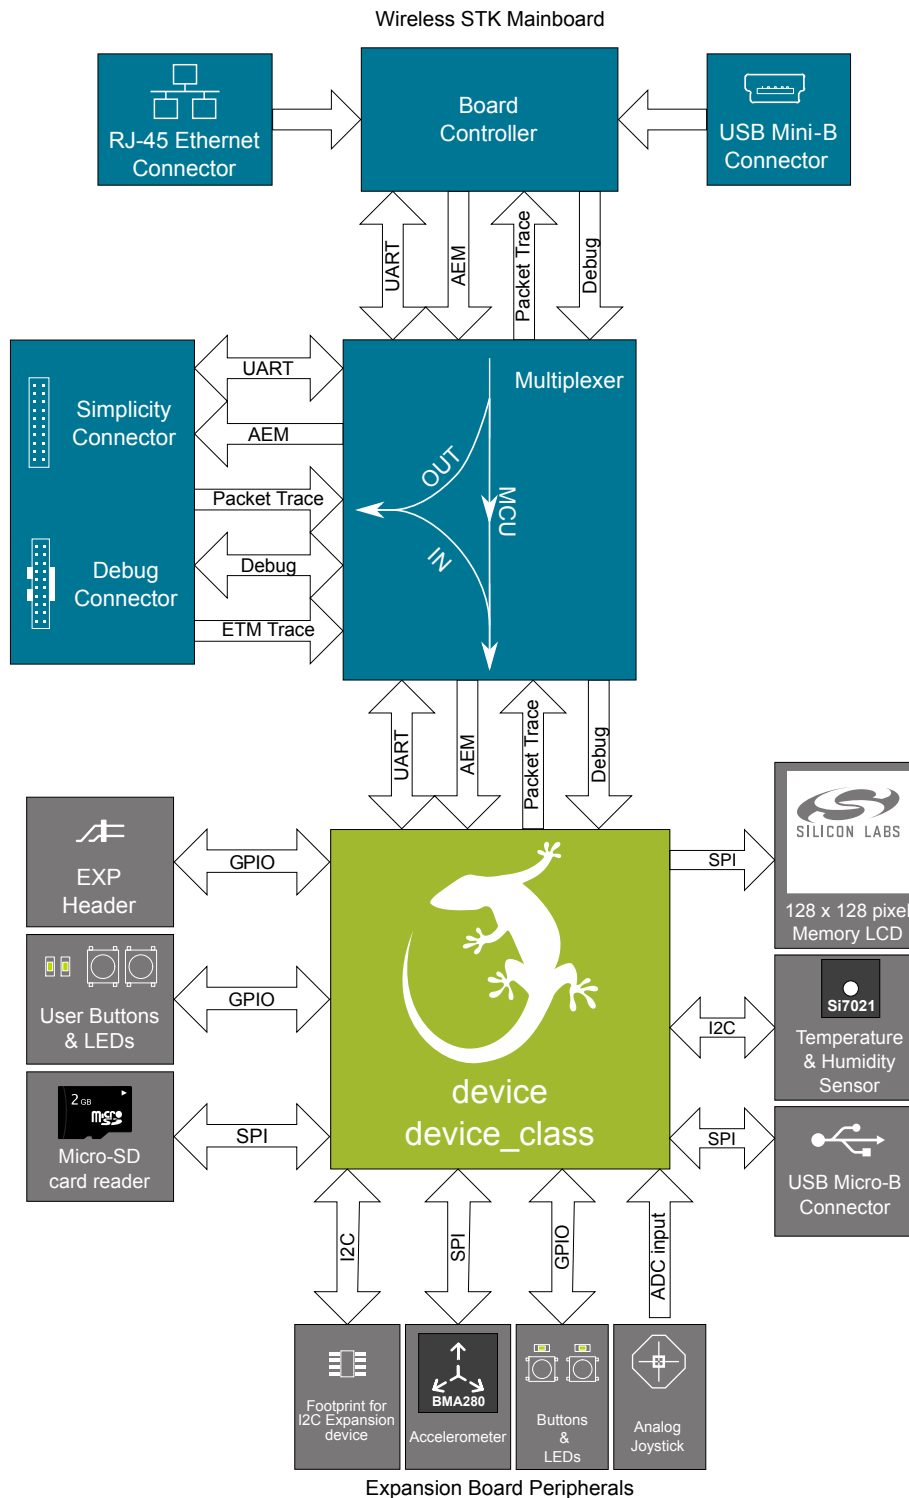 Wireless STK Mainboard
RJ-45 Ethernet
Connector
Board
Controller
USB Mini-B
Connector
UART
AEM
Packet Trace
Debug
Simplicity
Connector
Debug
Connector
UART
AEM
Packet Trace
Debug
ETM Trace
Multiplexer
OUT
MCU
IN
UART
AEM
Packet Trace
Debug
EXP
Header
GPIO
User Buttons
& LEDs
GPIO
2 GB
micro
SD
Micro-SD
card reader
SPI
device
device_class
SPI
SILICON LABS
128 x 128 pixel
Memory LCD
I2C
Si7021
Temperature
& Humidity
Sensor
SPI
USB Micro-B
Connector
I2C
SPI
GPIO
ADC input
Footprint for
I2C Expansion
device
BMA280
Accelerometer
Buttons
&
LEDs
Analog
Joystick
Expansion Board Peripherals